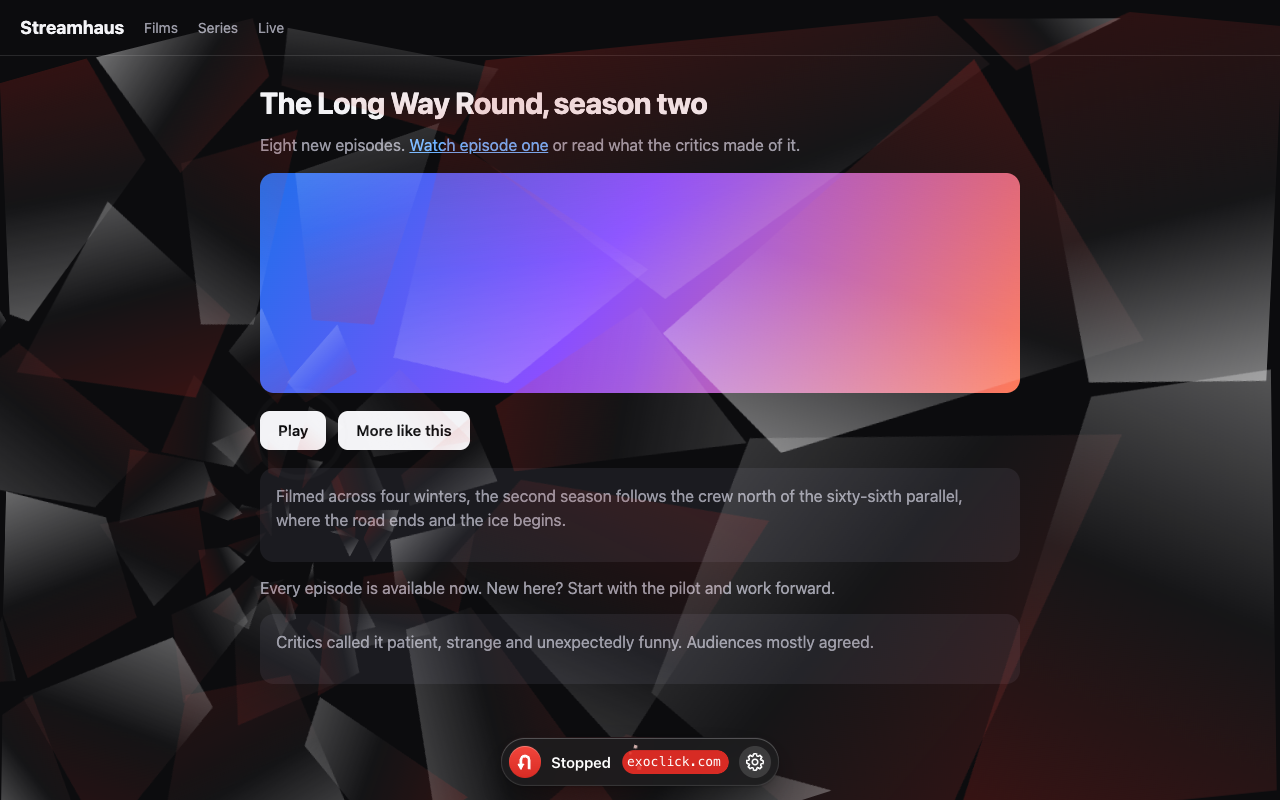 Streamhaus Films Series Live
The Long Way Round, season two
Eight new episodes. Watch episode one or read what the critics made of it.
Play More like this
Filmed across four winters, the second season follows the crew north of the sixty-sixth parallel,
where the road ends and the ice begins.
Every episode is available now. New here? Start with the pilot and work forward.
Critics called it patient, strange and unexpectedly funny. Audiences mostly agreed.
Stopped exoclick.com